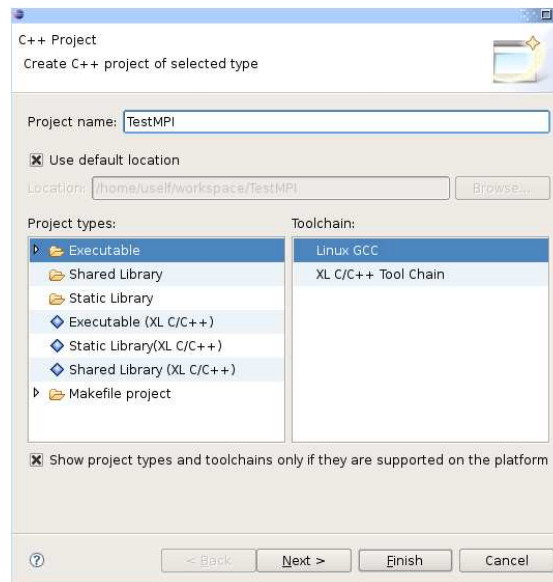 C++ Project
Create C++ project of selected type
Project name: TestMPI
Use default location
Location: /home/uself/workspace/TestMPI Browse...
Project types:
Executable
Shared Library
Static Library
Executable (XL C/C++)
Static Library(XL C/C++)
Shared Library (XL C/C++)
Makefile project
Toolchain:
Linux GCC
XL C/C++ Tool Chain
Show project types and toolchains only if they are supported on the platform
? < Back Next > Finish Cancel